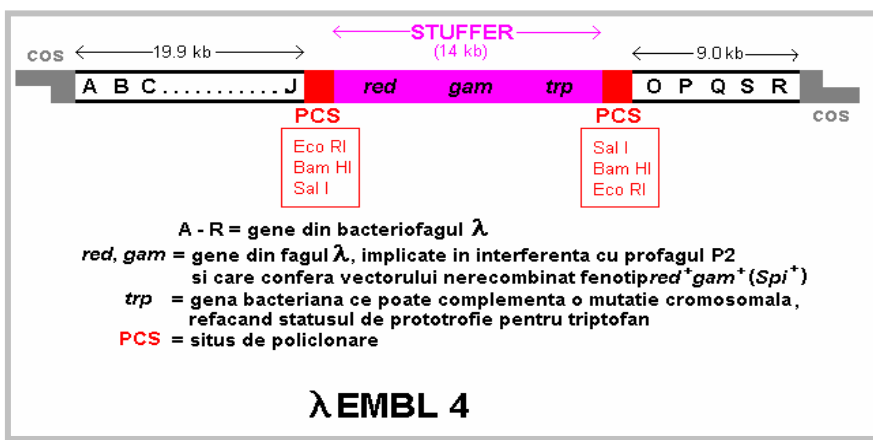 STUFFER
(14 kb)
19.9 kb
9.0 kb
cos
A B C . . . . . . . . . . . J
red gam trp
O P Q S R
cos
PCS
PCS
Eco RI
Bam HI
Sal I
Sal I
Bam HI
Eco RI
A - R = gene din bacteriofagul λ
red, gam = gene din fagul λ, implicate in interferenta cu profagul P2
si care confera vectorului nerecombinat fenotip red⁺gam⁺ (Spi⁺)
trp = gena bacteriana ce poate complementa o mutatie cromosomala,
refacand statusul de prototrofie pentru triptofan
PCS = situs de policlonare
λ EMBL 4